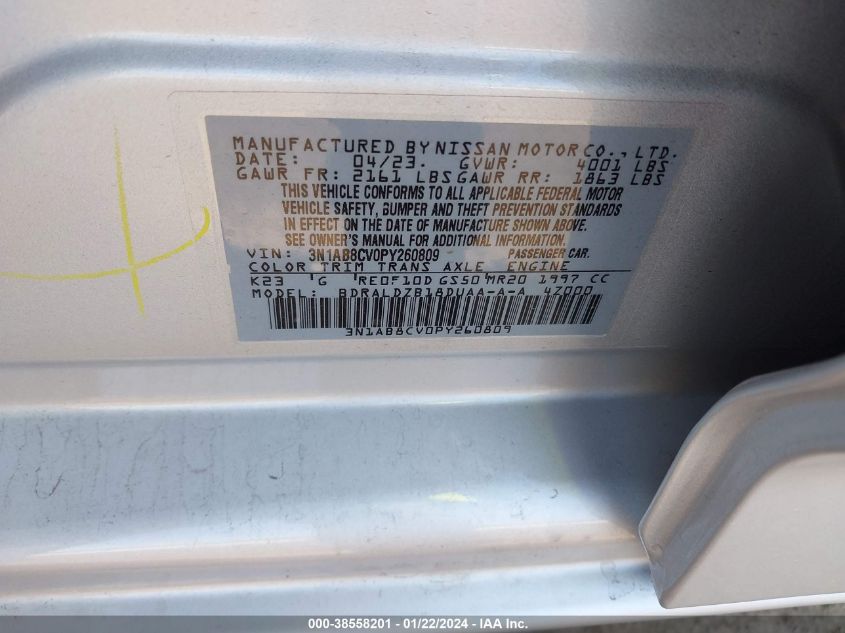 MANUFACTURED BY NISSAN MOTOR CO., LTD.
DATE: 04/23. GVWR: 4001 LBS
GAWR FR: 2161 LBS GAWR RR: 1863 LBS
THIS VEHICLE CONFORMS TO ALL APPLICABLE FEDERAL MOTOR
VEHICLE SAFETY, BUMPER AND THEFT PREVENTION STANDARDS
IN EFFECT ON THE DATE OF MANUFACTURE SHOWN ABOVE.
SEE OWNER'S MANUAL FOR ADDITIONAL INFORMATION.
VIN: 3N1AB8CV0PY260809 PASSENGER CAR.
COLOR TRIM TRANS AXLE ENGINE
K23 G RE0F10D GS50 MR20 1997 CC
MODEL: BDRALDZB18DUAA-A-A 47000
3N1AB8CV0PY260809
000-38558201 - 01/22/2024 - IAA Inc.